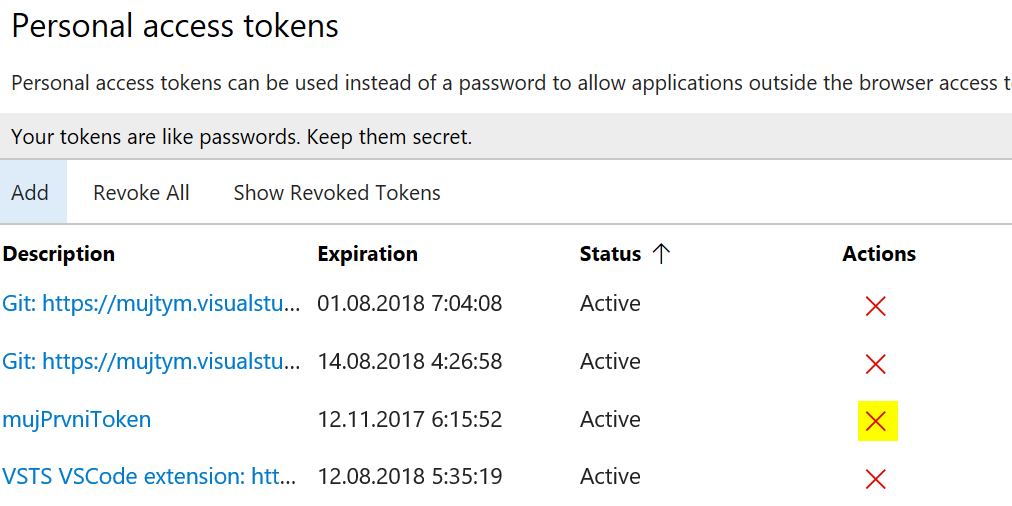 Personal access tokens
Personal access tokens can be used instead of a password to allow applications outside the browser access t
Your tokens are like passwords. Keep them secret.
Add Revoke All Show Revoked Tokens
Description Expiration Status ↑ Actions
Git: https://mujtym.visualstu... 01.08.2018 7:04:08 Active
Git: https://mujtym.visualstu... 14.08.2018 4:26:58 Active
mujPrvniToken 12.11.2017 6:15:52 Active
VSTS VSCode extension: htt... 12.08.2018 5:35:19 Active